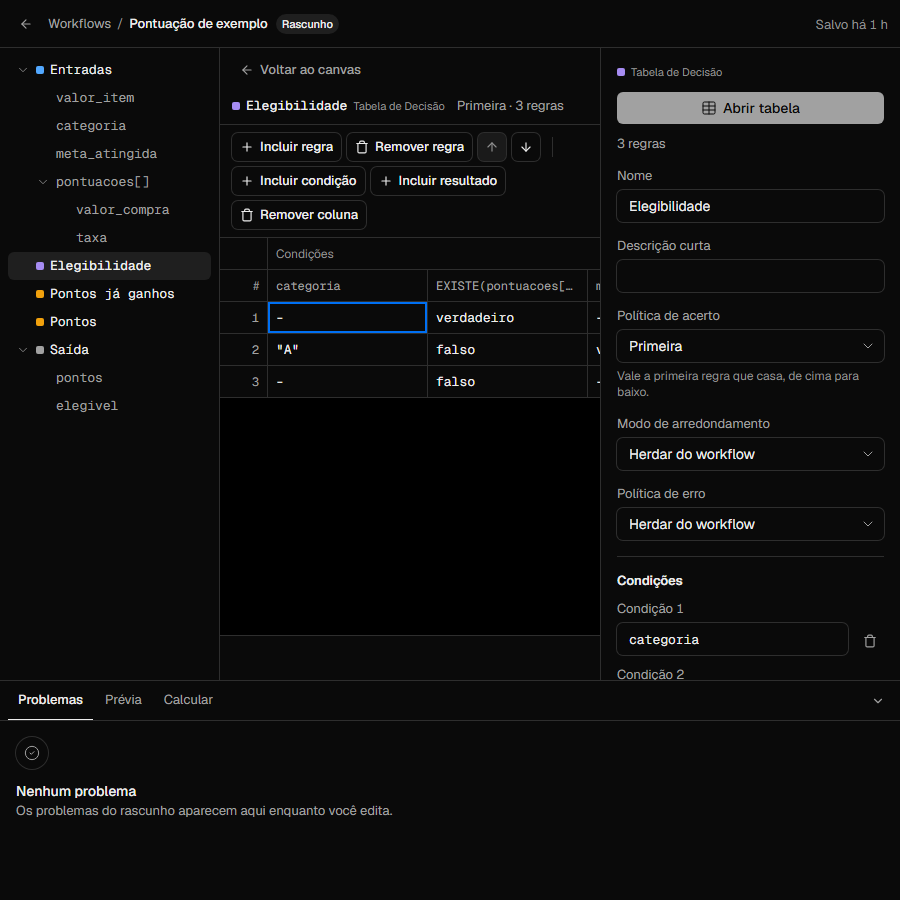 Workflows / Pontuação de exemplo Rascunho
Salvo há 1 h
Entradas
valor_item
categoria
meta_atingida
pontuacoes[]
valor_compra
taxa
Elegibilidade
Pontos já ganhos
Pontos
Saída
pontos
elegivel
Voltar ao canvas
Elegibilidade Tabela de Decisão Primeira · 3 regras
Incluir regra Remover regra
Incluir condição Incluir resultado
Remover coluna
Condições
# categoria EXISTE(pontuacoes[…
1 – verdadeiro
2 "A" falso
3 – falso
Tabela de Decisão
Abrir tabela
3 regras
Nome
Elegibilidade
Descrição curta
Política de acerto
Primeira
Vale a primeira regra que casa, de cima para
baixo.
Modo de arredondamento
Herdar do workflow
Política de erro
Herdar do workflow
Condições
Condição 1
categoria
Condição 2
Problemas Prévia Calcular
Nenhum problema
Os problemas do rascunho aparecem aqui enquanto você edita.